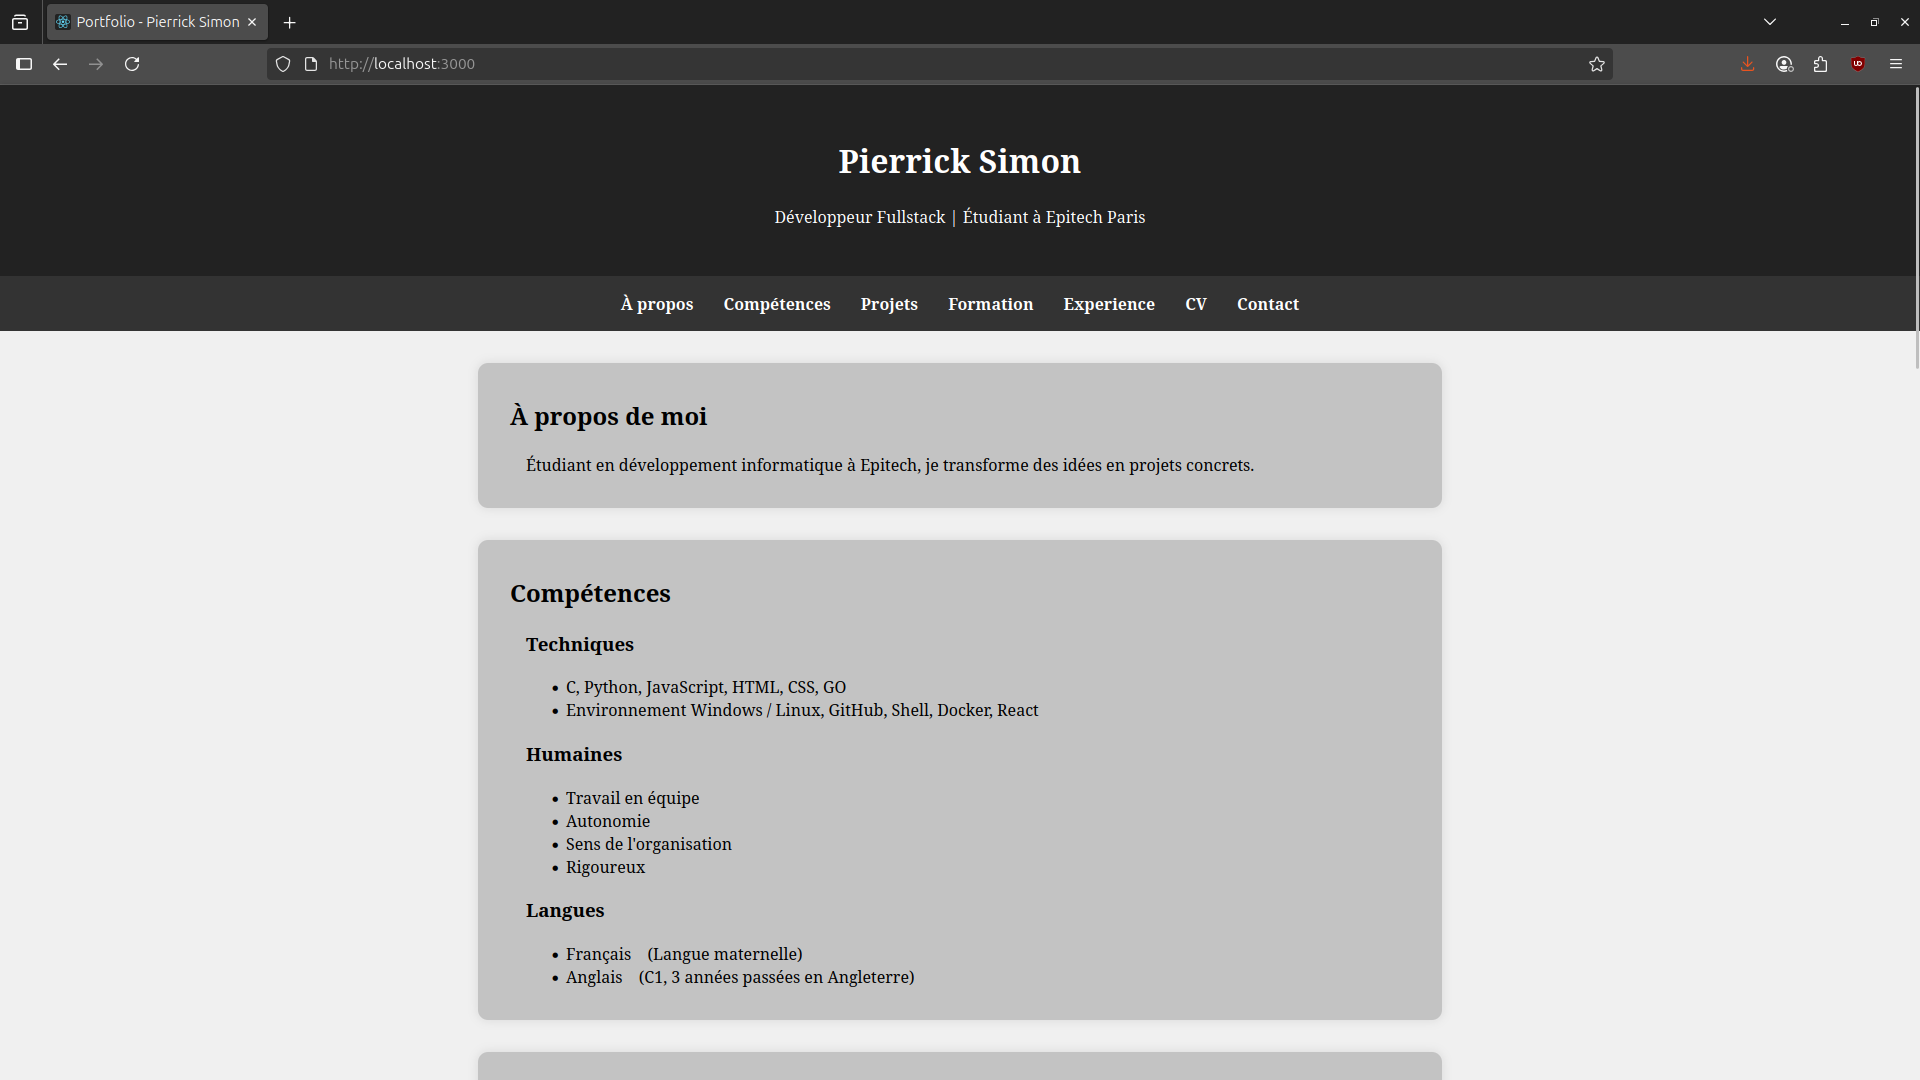 Portfolio - Pierrick Simon
http://localhost:3000
Pierrick Simon
Développeur Fullstack | Étudiant à Epitech Paris
À propos Compétences Projets Formation Experience CV Contact
À propos de moi
Étudiant en développement informatique à Epitech, je transforme des idées en projets concrets.
Compétences
Techniques
• C, Python, JavaScript, HTML, CSS, GO
• Environnement Windows / Linux, GitHub, Shell, Docker, React
Humaines
• Travail en équipe
• Autonomie
• Sens de l'organisation
• Rigoureux
Langues
• Français (Langue maternelle)
• Anglais (C1, 3 années passées en Angleterre)